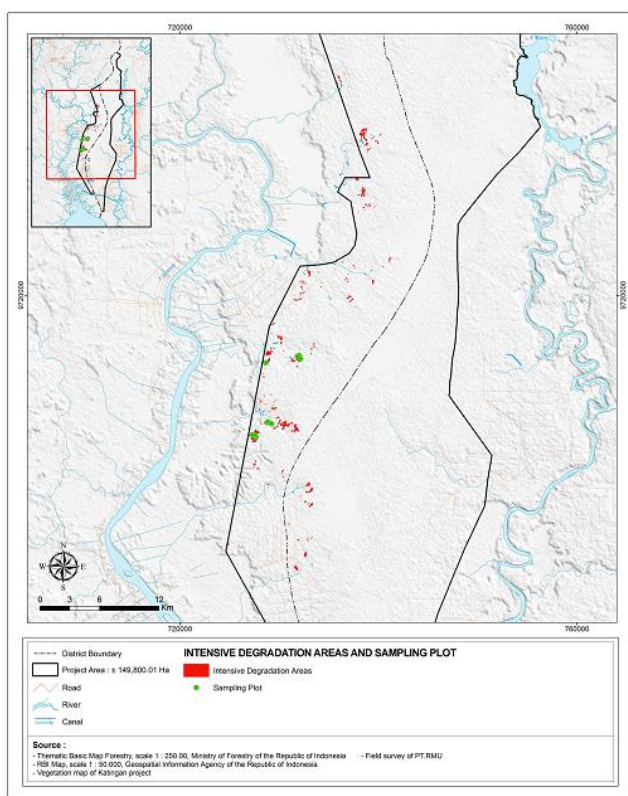 720000 760000
9720000 9720000
N
W E
S
0 3 6 12
Km
720000 760000
INTENSIVE DEGRADATION AREAS AND SAMPLING PLOT
District Boundary
Project Area : ± 149,800.01 Ha
Road
River
Canal
Intensive Degradation Areas
Sampling Plot
Source :
- Thematic Basic Map Forestry, scale 1 : 250.00, Ministry of Forestry of the Republic of Indonesia - Field survey of PT.RMU
- RBI Map, scale 1 : 50.000, Geospatial Information Agency of the Republic of Indonesia
- Vegetation map of Katingan project